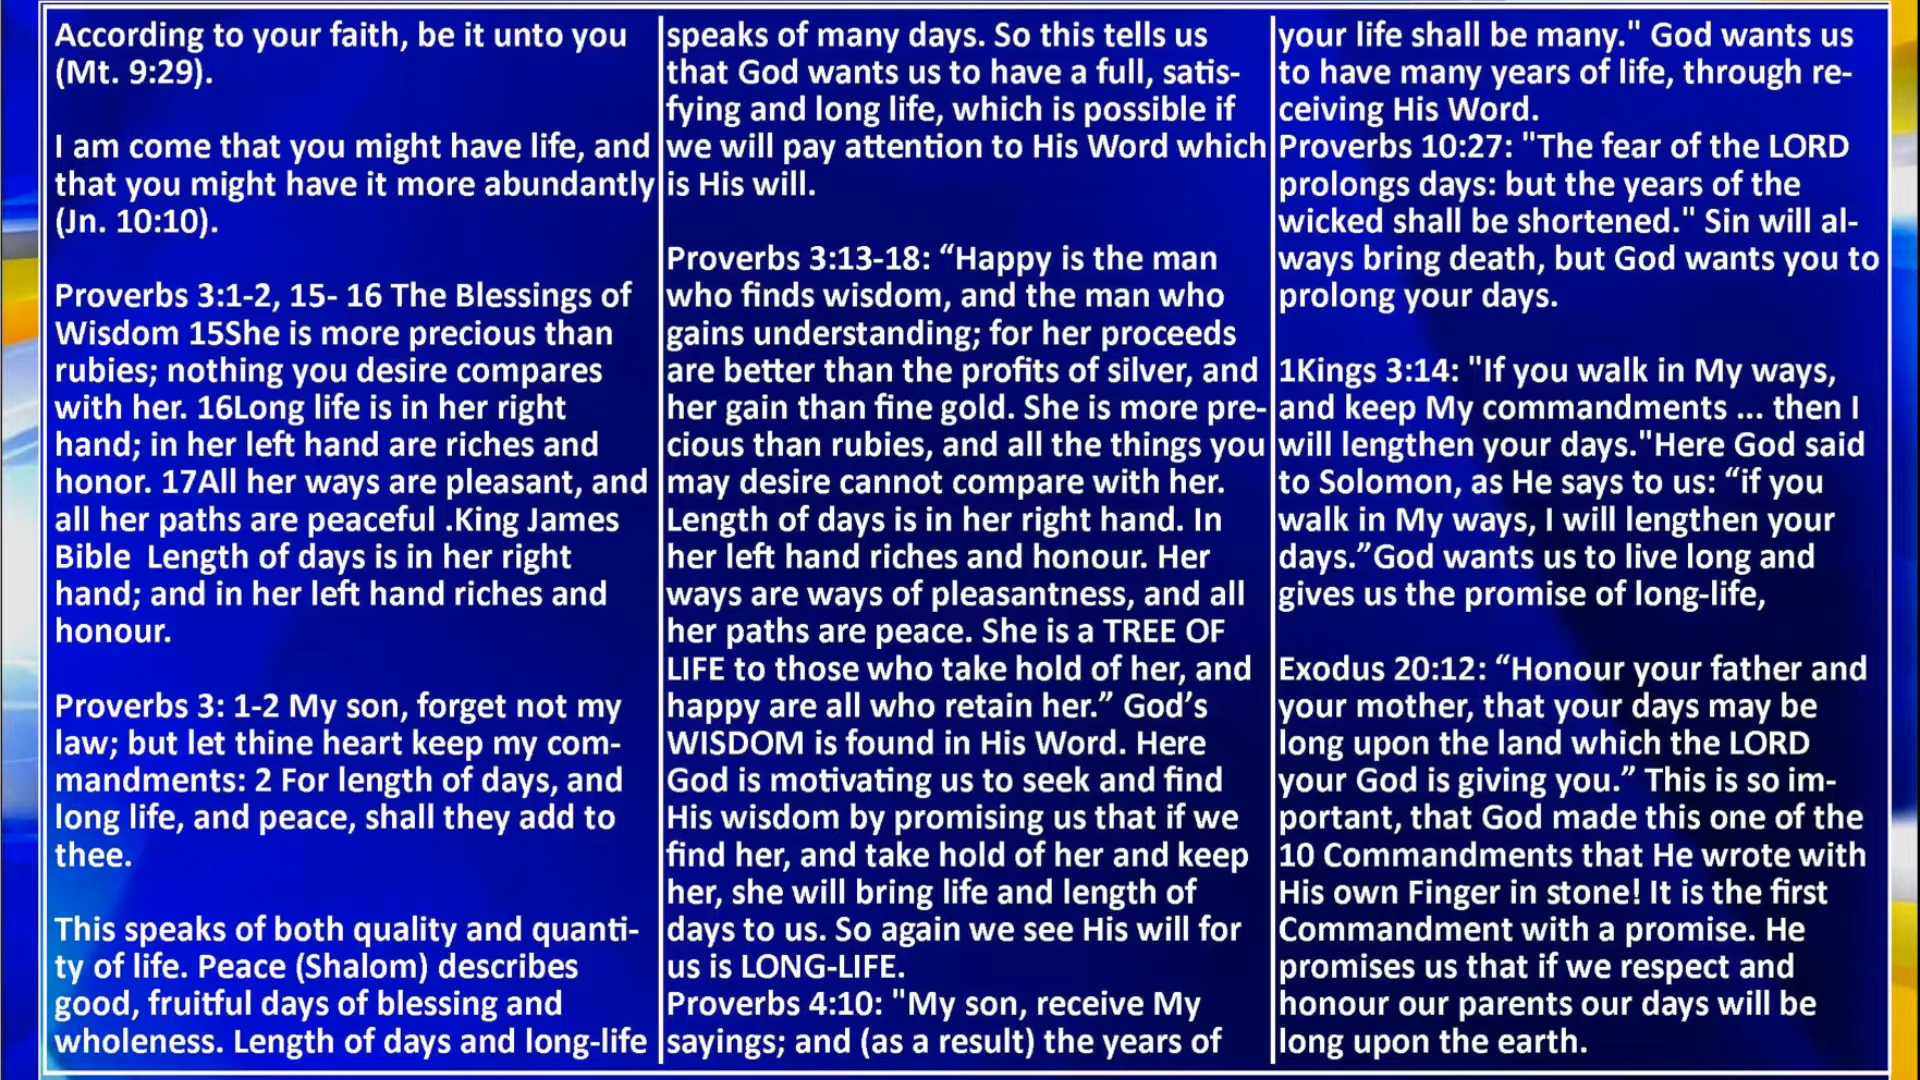 According to your faith, be it unto you
(Mt. 9:29).
I am come that you might have life, and
that you might have it more abundantly
(Jn. 10:10).
Proverbs 3:1-2, 15- 16 The Blessings of
Wisdom 15She is more precious than
rubies; nothing you desire compares
with her. 16Long life is in her right
hand; in her left hand are riches and
honor. 17All her ways are pleasant, and
all her paths are peaceful .King James
Bible  Length of days is in her right
hand; and in her left hand riches and
honour.
Proverbs 3: 1-2 My son, forget not my
law; but let thine heart keep my com-
mandments: 2 For length of days, and
long life, and peace, shall they add to
thee.
This speaks of both quality and quanti-
ty of life. Peace (Shalom) describes
good, fruitful days of blessing and
wholeness. Length of days and long-life
speaks of many days. So this tells us
that God wants us to have a full, satis-
fying and long life, which is possible if
we will pay attention to His Word which
is His will.
Proverbs 3:13-18: “Happy is the man
who finds wisdom, and the man who
gains understanding; for her proceeds
are better than the profits of silver, and
her gain than fine gold. She is more pre-
cious than rubies, and all the things you
may desire cannot compare with her.
Length of days is in her right hand. In
her left hand riches and honour. Her
ways are ways of pleasantness, and all
her paths are peace. She is a TREE OF
LIFE to those who take hold of her, and
happy are all who retain her.” God’s
WISDOM is found in His Word. Here
God is motivating us to seek and find
His wisdom by promising us that if we
find her, and take hold of her and keep
her, she will bring life and length of
days to us. So again we see His will for
us is LONG-LIFE.
Proverbs 4:10: "My son, receive My
sayings; and (as a result) the years of
your life shall be many." God wants us
to have many years of life, through re-
ceiving His Word.
Proverbs 10:27: "The fear of the LORD
prolongs days: but the years of the
wicked shall be shortened." Sin will al-
ways bring death, but God wants you to
prolong your days.
1Kings 3:14: "If you walk in My ways,
and keep My commandments ... then I
will lengthen your days."Here God said
to Solomon, as He says to us: “if you
walk in My ways, I will lengthen your
days.”God wants us to live long and
gives us the promise of long-life,
Exodus 20:12: “Honour your father and
your mother, that your days may be
long upon the land which the LORD
your God is giving you.” This is so im-
portant, that God made this one of the
10 Commandments that He wrote with
His own Finger in stone! It is the first
Commandment with a promise. He
promises us that if we respect and
honour our parents our days will be
long upon the earth.